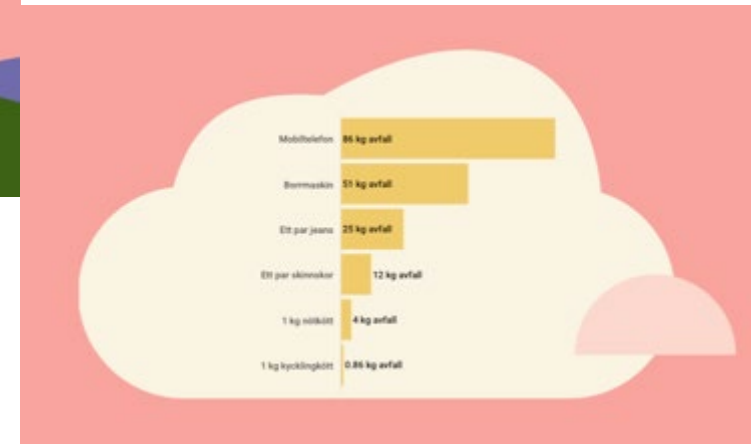 Mobiltelefon 86 kg avfall
Borrmaskin 51 kg avfall
Ett par jeans 25 kg avfall
Ett par skinnskor 12 kg avfall
1 kg nötkött 4 kg avfall
1 kg kycklingkött 0.86 kg avfall